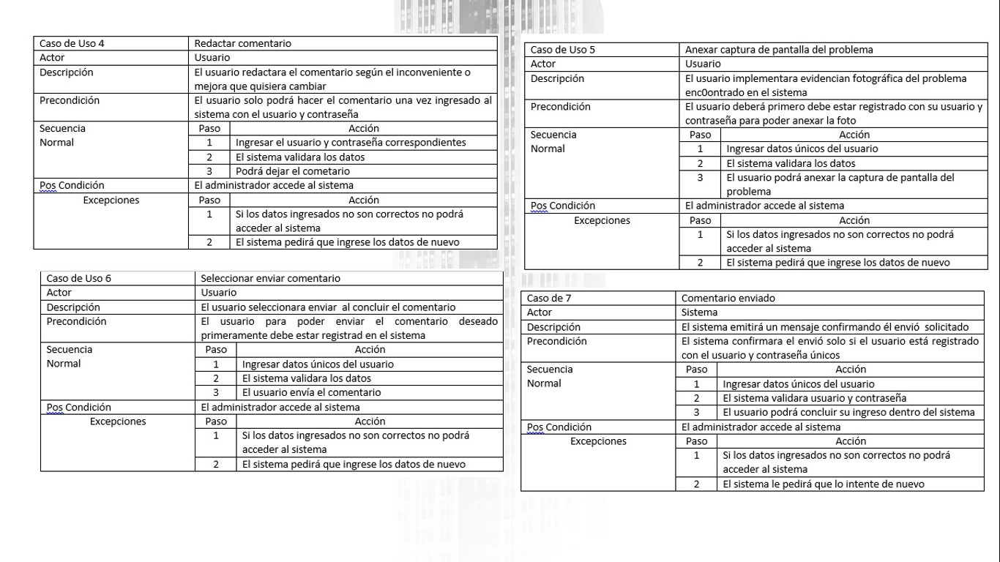 Caso de Uso 4 Redactar comentario
Actor Usuario
Descripción El usuario redactara el comentario según el inconveniente o
mejora que quisiera cambiar
Precondición El usuario solo podrá hacer el comentario una vez ingresado al
sistema con el usuario y contraseña
Secuencia Paso Acción
Normal 1 Ingresar el usuario y contraseña correspondientes
2 El sistema validara los datos
3 Podrá dejar el cometario
Pos Condición El administrador accede al sistema
Excepciones Paso Acción
1 Si los datos ingresados no son correctos no podrá
acceder al sistema
2 El sistema pedirá que ingrese los datos de nuevo
Caso de Uso 5 Anexar captura de pantalla del problema
Actor Usuario
Descripción El usuario implementara evidencian fotográfica del problema
enc0ontrado en el sistema
Precondición El usuario deberá primero debe estar registrado con su usuario y
contraseña para poder anexar la foto
Secuencia Paso Acción
Normal 1 Ingresar datos únicos del usuario
2 El sistema validara los datos
3 El usuario podrá anexar la captura de pantalla del
problema
Pos Condición El administrador accede al sistema
Excepciones Paso Acción
1 Si los datos ingresados no son correctos no podrá
acceder al sistema
2 El sistema pedirá que ingrese los datos de nuevo
Caso de Uso 6 Seleccionar enviar comentario
Actor Usuario
Descripción El usuario seleccionara enviar al concluir el comentario
Precondición El usuario para poder enviar el comentario deseado
primeramente debe estar registrad en el sistema
Secuencia Paso Acción
Normal 1 Ingresar datos únicos del usuario
2 El sistema validara los datos
3 El usuario envía el comentario
Pos Condición El administrador accede al sistema
Excepciones Paso Acción
1 Si los datos ingresados no son correctos no podrá
acceder al sistema
2 El sistema pedirá que ingrese los datos de nuevo
Caso de 7 Comentario enviado
Actor Sistema
Descripción El sistema emitirá un mensaje confirmando él envió solicitado
Precondición El sistema confirmara el envió solo si el usuario está registrado
con el usuario y contraseña únicos
Secuencia Paso Acción
Normal 1 Ingresar datos únicos del usuario
2 El sistema validara usuario y contraseña
3 El usuario podrá concluir su ingreso dentro del sistema
Pos Condición El administrador accede al sistema
Excepciones Paso Acción
1 Si los datos ingresados no son correctos no podrá
acceder al sistema
2 El sistema le pedirá que lo intente de nuevo